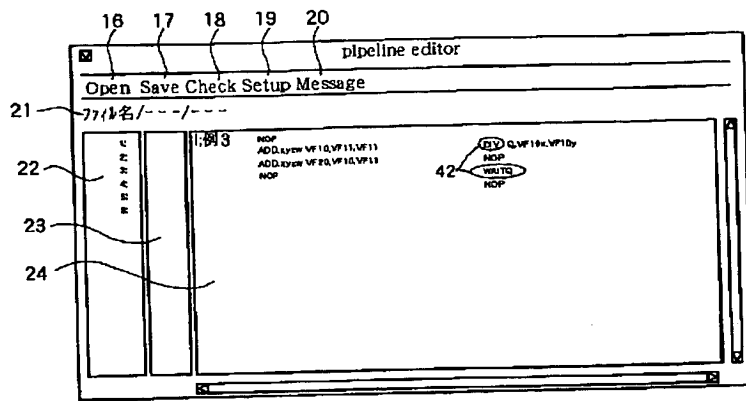 16 17 18 19 20
pipeline editor
Open Save Check Setup Message
21 ファイル名/---/---
;例3 NOP DIV Q,VF10x,VF10y
ADD.xyzw VF10,VF11,VF11 NOP
22 ADD.xyzw VF20,VF10,VF11 42 WAITQ
NOP NOP
23
24